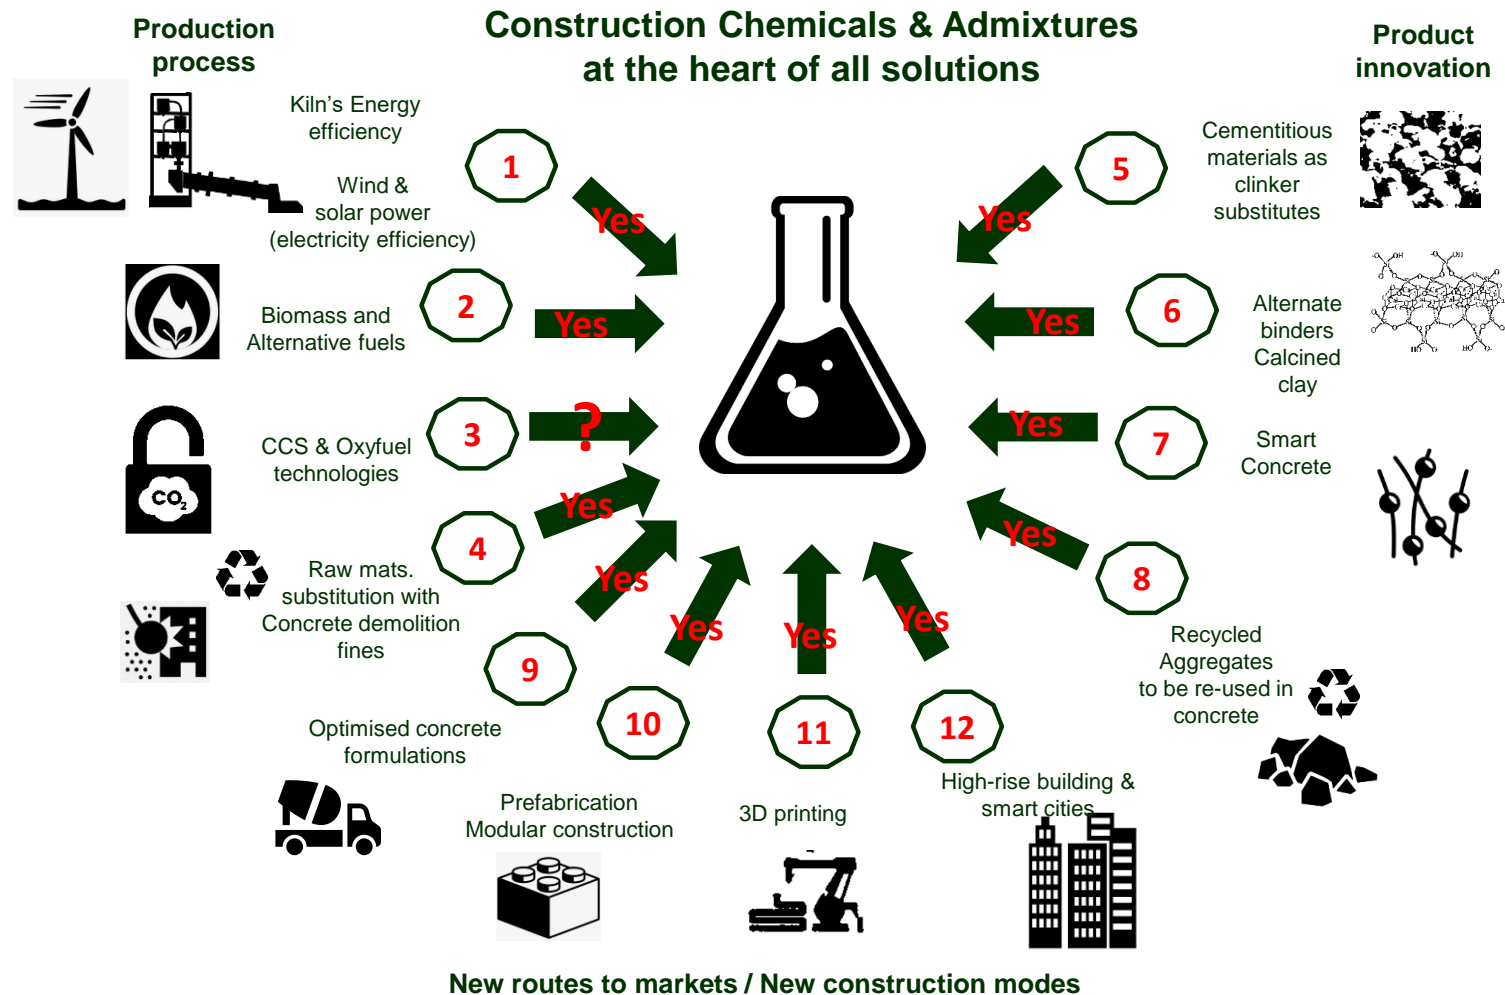 Construction Chemicals & Admixtures
at the heart of all solutions
Production
process
Product
innovation
Kiln’s Energy
efficiency
Wind &
solar power
(electricity efficiency)
1
Yes
Biomass and
Alternative fuels
2
Yes
CO2
CCS & Oxyfuel
technologies
3
?
4
Yes
Raw mats.
substitution with
Concrete demolition
fines
5
Yes
Cementitious
materials as
clinker
substitutes
6
Yes
Alternate
binders
Calcined
clay
7
Yes
Smart
Concrete
8
Yes
Recycled
Aggregates
to be re-used in
concrete
9
Yes
Optimised concrete
formulations
10
Yes
Prefabrication
Modular construction
11
Yes
3D printing
12
Yes
High-rise building &
smart cities
New routes to markets / New construction modes